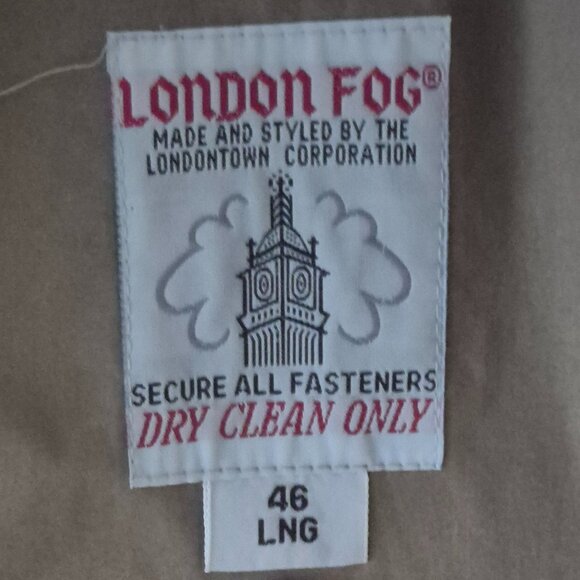 LONDON FOG®
MADE AND STYLED BY THE
LONDONTOWN CORPORATION
SECURE ALL FASTENERS
DRY CLEAN ONLY
46
LNG